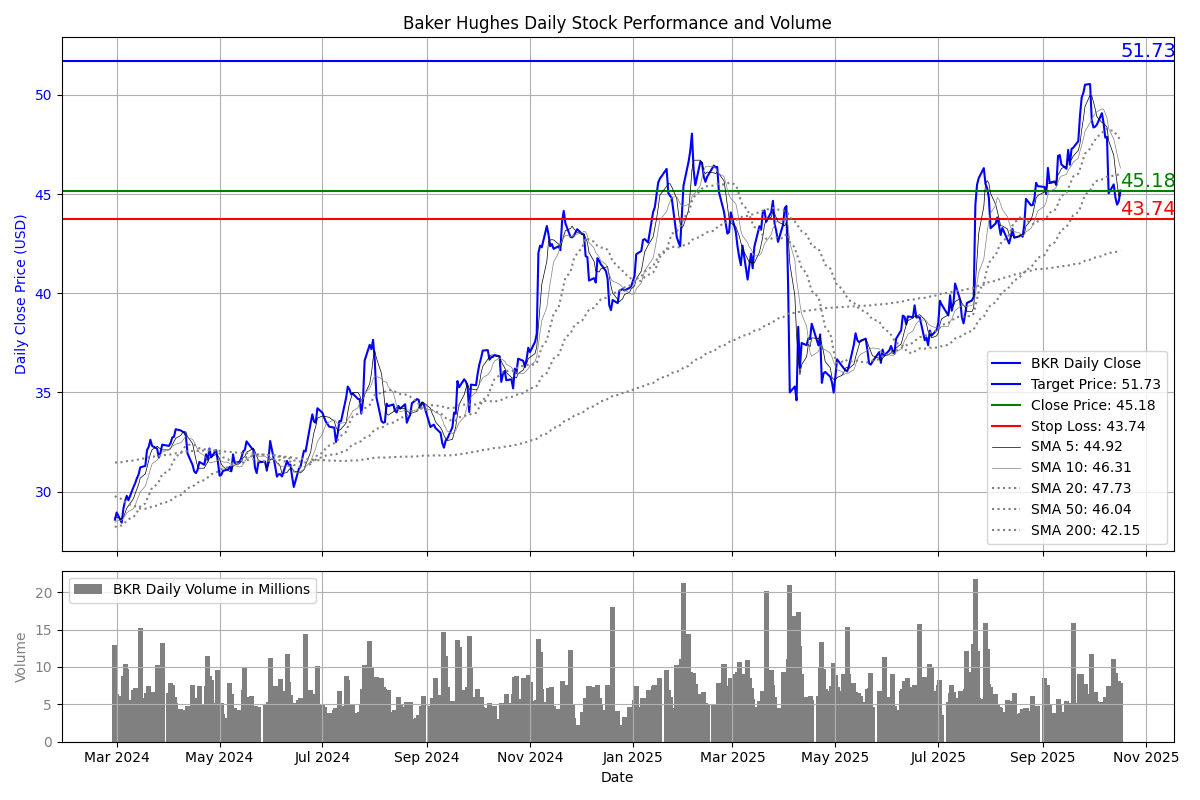 Baker Hughes Daily Stock Performance and Volume
Daily Close Price (USD)
50
45
40
35
30
51.73
45.18
43.74
BKR Daily Close
Target Price: 51.73
Close Price: 45.18
Stop Loss: 43.74
SMA 5: 44.92
SMA 10: 46.31
SMA 20: 47.73
SMA 50: 46.04
SMA 200: 42.15
Volume
20
15
10
5
0
BKR Daily Volume in Millions
Mar 2024 May 2024 Jul 2024 Sep 2024 Nov 2024 Jan 2025 Mar 2025 May 2025 Jul 2025 Sep 2025 Nov 2025
Date